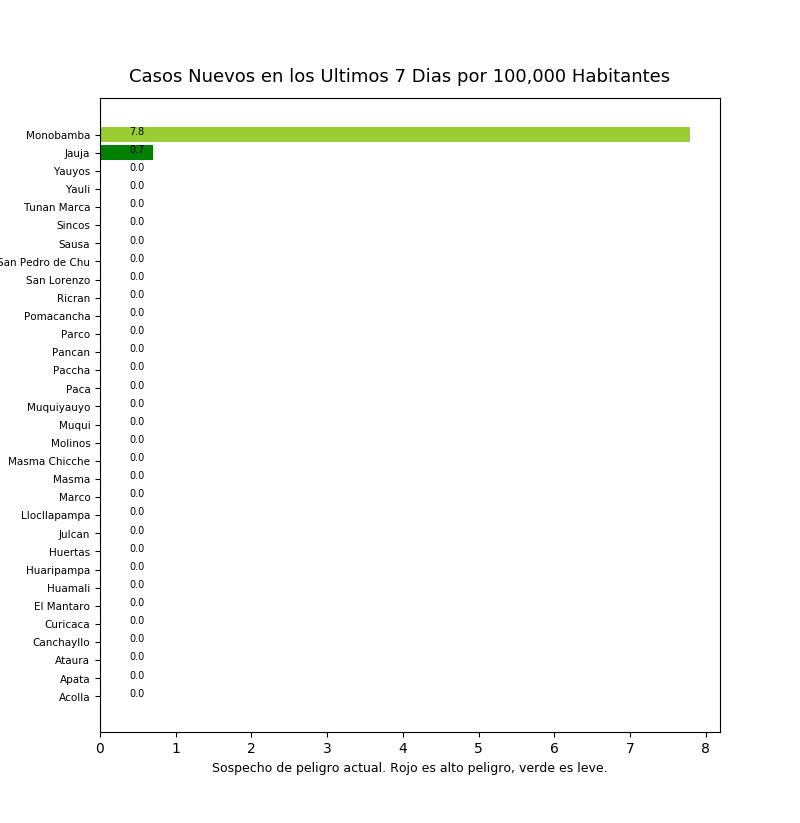 Casos Nuevos en los Ultimos 7 Dias por 100,000 Habitantes
Monobamba 7.8
Jauja 0.7
Yauyos 0.0
Yauli 0.0
Tunan Marca 0.0
Sincos 0.0
Sausa 0.0
San Pedro de Chu 0.0
San Lorenzo 0.0
Ricran 0.0
Pomacancha 0.0
Parco 0.0
Pancan 0.0
Paccha 0.0
Paca 0.0
Muquiyauyo 0.0
Muqui 0.0
Molinos 0.0
Masma Chicche 0.0
Masma 0.0
Marco 0.0
Llocllapampa 0.0
Julcan 0.0
Huertas 0.0
Huaripampa 0.0
Huamali 0.0
El Mantaro 0.0
Curicaca 0.0
Canchayllo 0.0
Ataura 0.0
Apata 0.0
Acolla 0.0
0 1 2 3 4 5 6 7 8
Sospecho de peligro actual. Rojo es alto peligro, verde es leve.